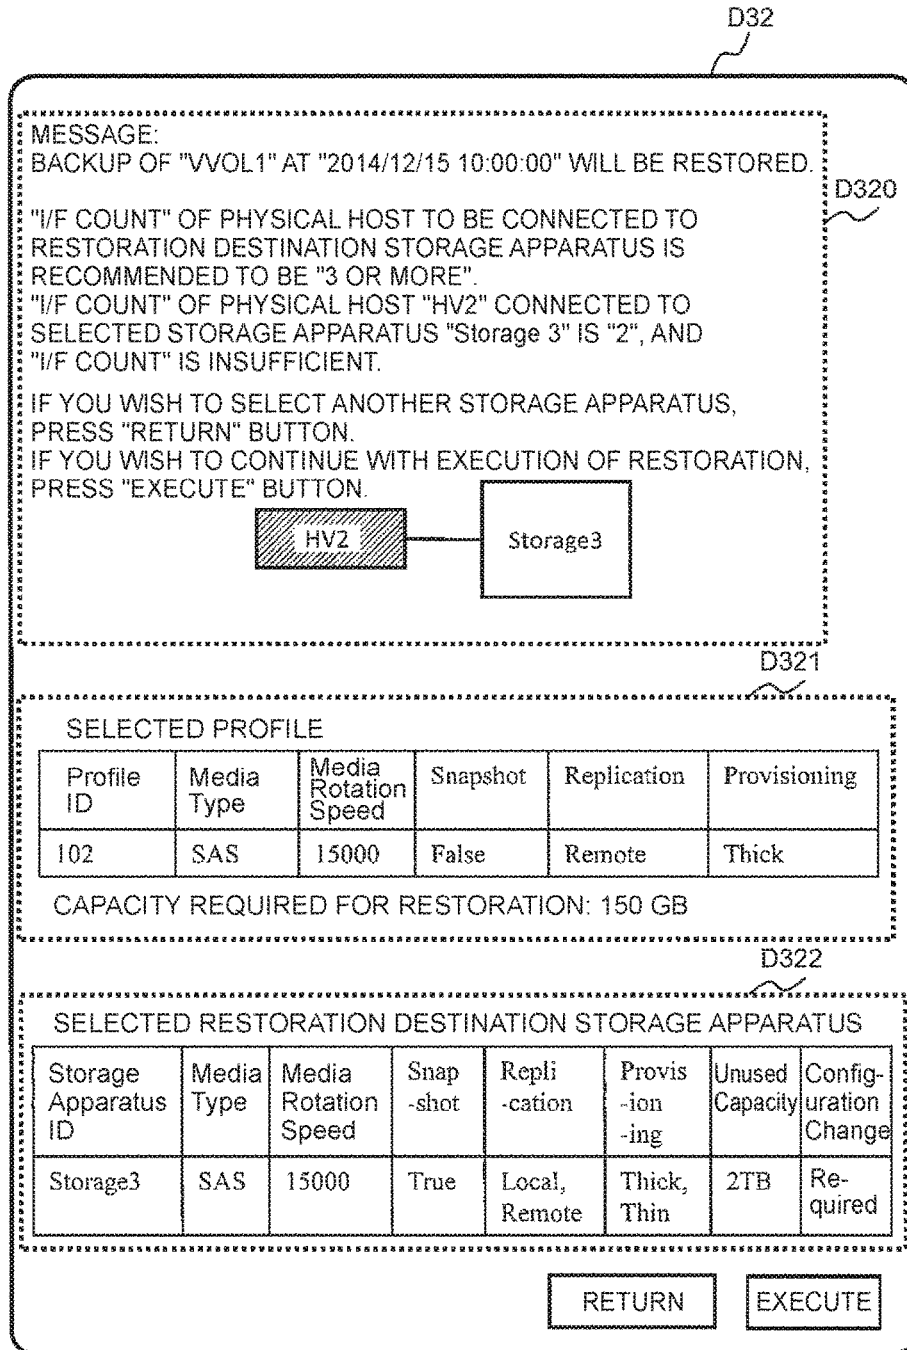 D32
MESSAGE:
BACKUP OF "VVOL1" AT "2014/12/15 10:00:00" WILL BE RESTORED.
D320
"I/F COUNT" OF PHYSICAL HOST TO BE CONNECTED TO
RESTORATION DESTINATION STORAGE APPARATUS IS
RECOMMENDED TO BE "3 OR MORE".
"I/F COUNT" OF PHYSICAL HOST "HV2" CONNECTED TO
SELECTED STORAGE APPARATUS "Storage 3" IS "2", AND
"I/F COUNT" IS INSUFFICIENT.
IF YOU WISH TO SELECT ANOTHER STORAGE APPARATUS,
PRESS "RETURN" BUTTON.
IF YOU WISH TO CONTINUE WITH EXECUTION OF RESTORATION,
PRESS "EXECUTE" BUTTON.
HV2
Storage3
D321
SELECTED PROFILE
Profile ID Media Type Media Rotation Speed Snapshot Replication Provisioning
102 SAS 15000 False Remote Thick
CAPACITY REQUIRED FOR RESTORATION: 150 GB
D322
SELECTED RESTORATION DESTINATION STORAGE APPARATUS
Storage Apparatus ID Media Type Media Rotation Speed Snap -shot Repli -cation Provis -ion -ing Unused Capacity Config- uration Change
Storage3 SAS 15000 True Local, Remote Thick, Thin 2TB Re- quired
RETURN EXECUTE